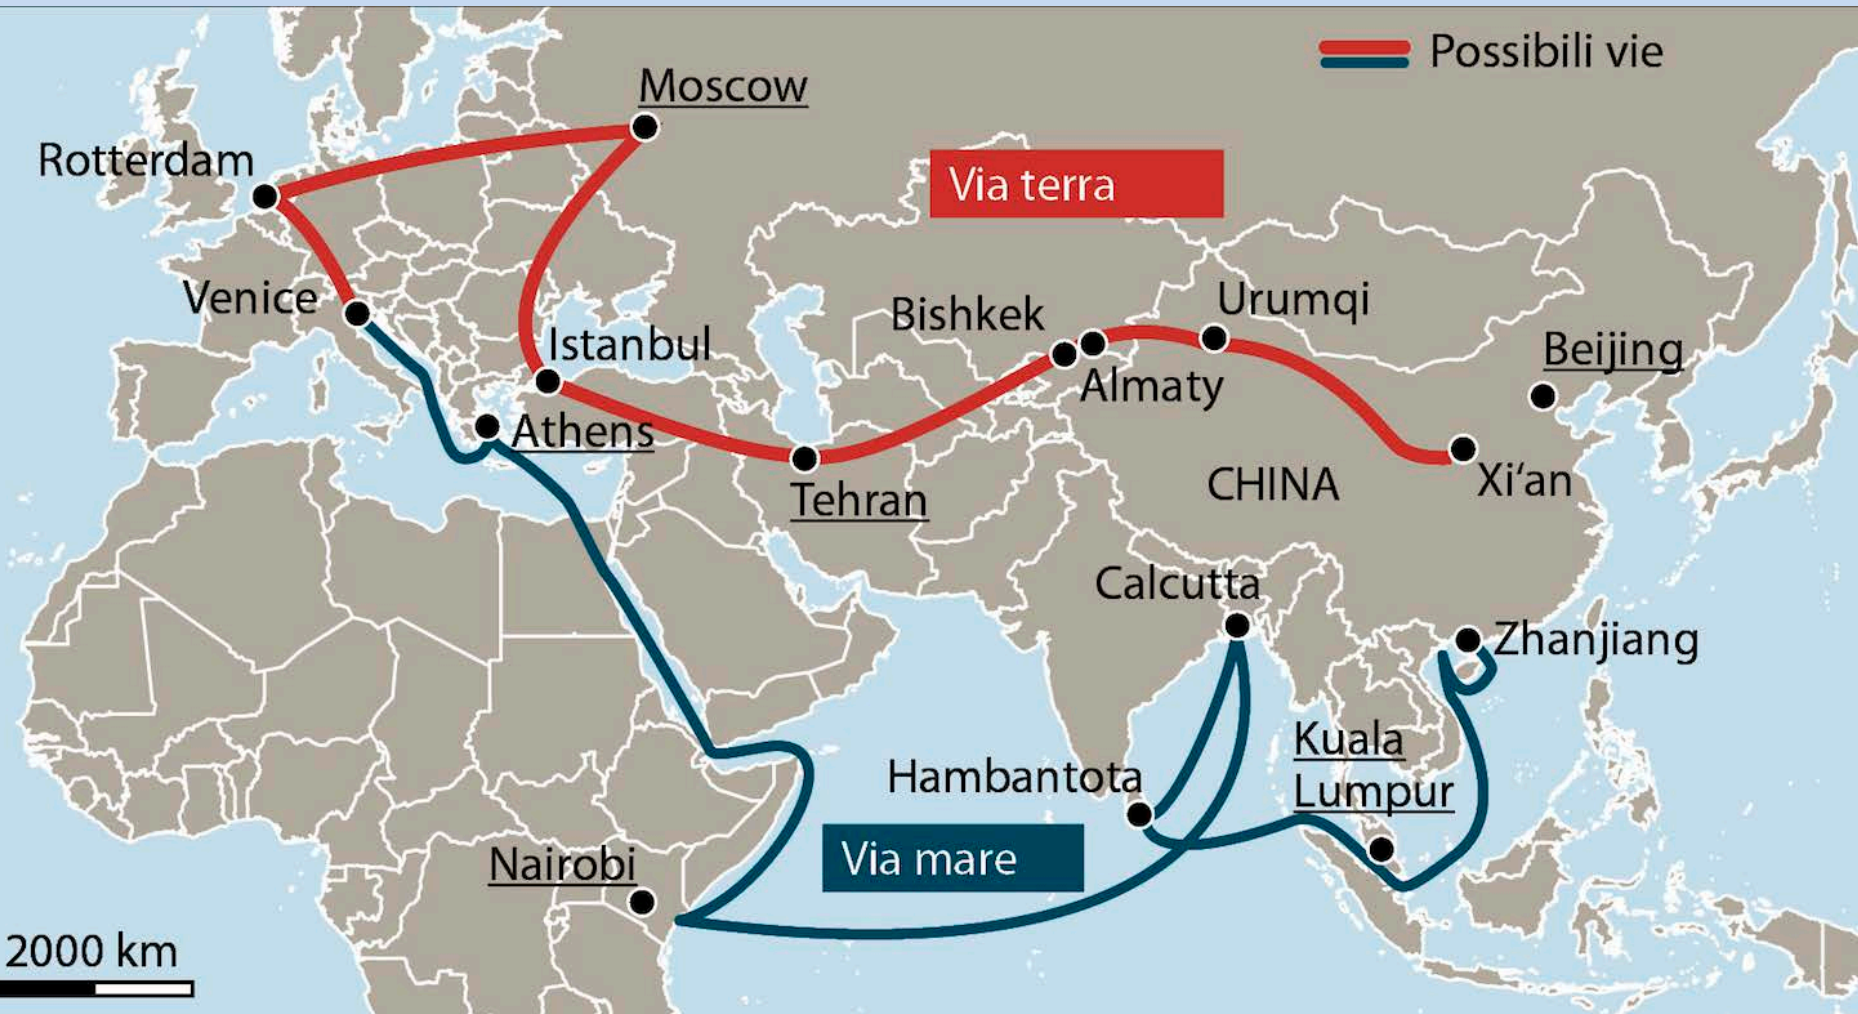 Possibili vie
Moscow
Rotterdam
Via terra
Venice
Istanbul
Bishkek
Urumqi
Almaty
Beijing
Athens
Tehran
CHINA
Xi‘an
Calcutta
Zhanjiang
Kuala
Lumpur
Hambantota
Via mare
Nairobi
2000 km